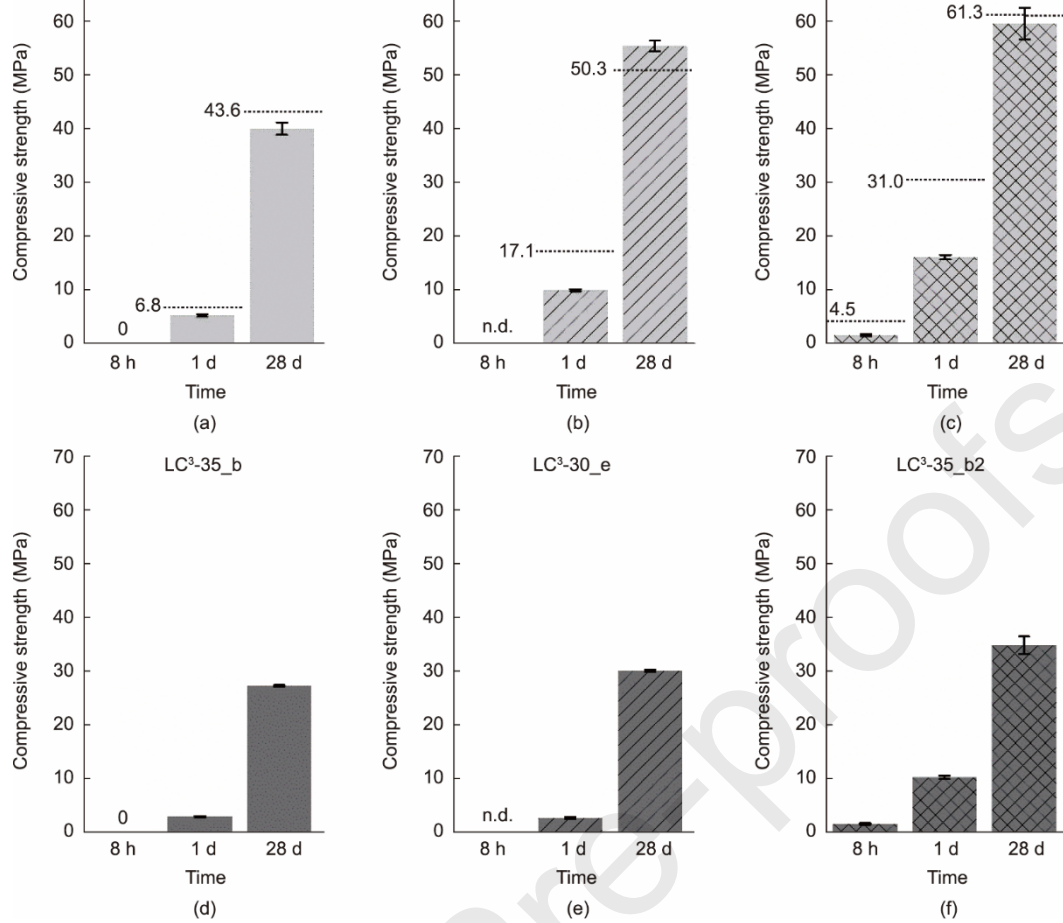 60
50
40
30
20
10
0
Compressive strength (MPa)
43.6
6.8
0
8 h 1 d 28 d
Time
(a)
60
50
40
30
20
10
0
Compressive strength (MPa)
50.3
17.1
n.d.
8 h 1 d 28 d
Time
(b)
60
50
40
30
20
10
0
Compressive strength (MPa)
61.3
31.0
4.5
8 h 1 d 28 d
Time
(c)
LC³-35_b
70
60
50
40
30
20
10
0
Compressive strength (MPa)
0
8 h 1 d 28 d
Time
(d)
LC³-30_e
70
60
50
40
30
20
10
0
Compressive strength (MPa)
n.d.
8 h 1 d 28 d
Time
(e)
LC³-35_b2
70
60
50
40
30
20
10
0
Compressive strength (MPa)
8 h 1 d 28 d
Time
(f)
re-proofs